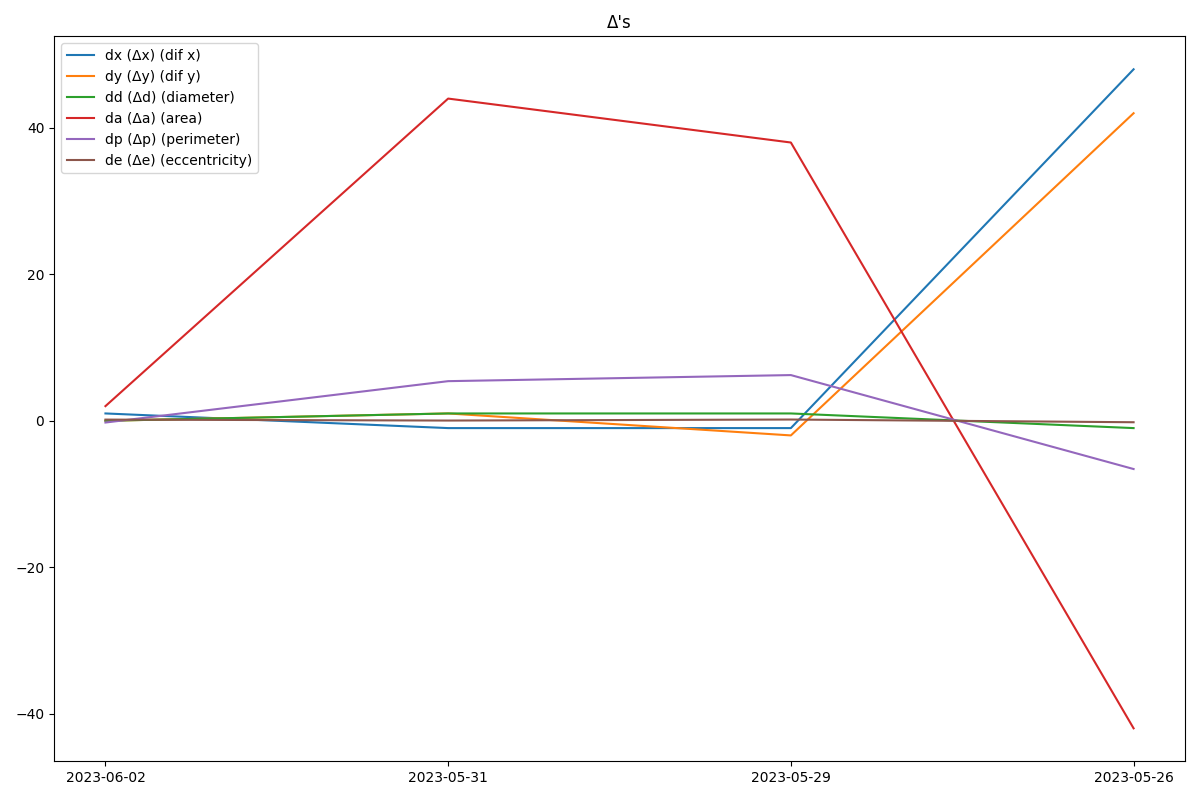 Δ's
dx (Δx) (dif x)
dy (Δy) (dif y)
dd (Δd) (diameter)
da (Δa) (area)
dp (Δp) (perimeter)
de (Δe) (eccentricity)
40
20
0
−20
−40
2023-06-02 2023-05-31 2023-05-29 2023-05-26